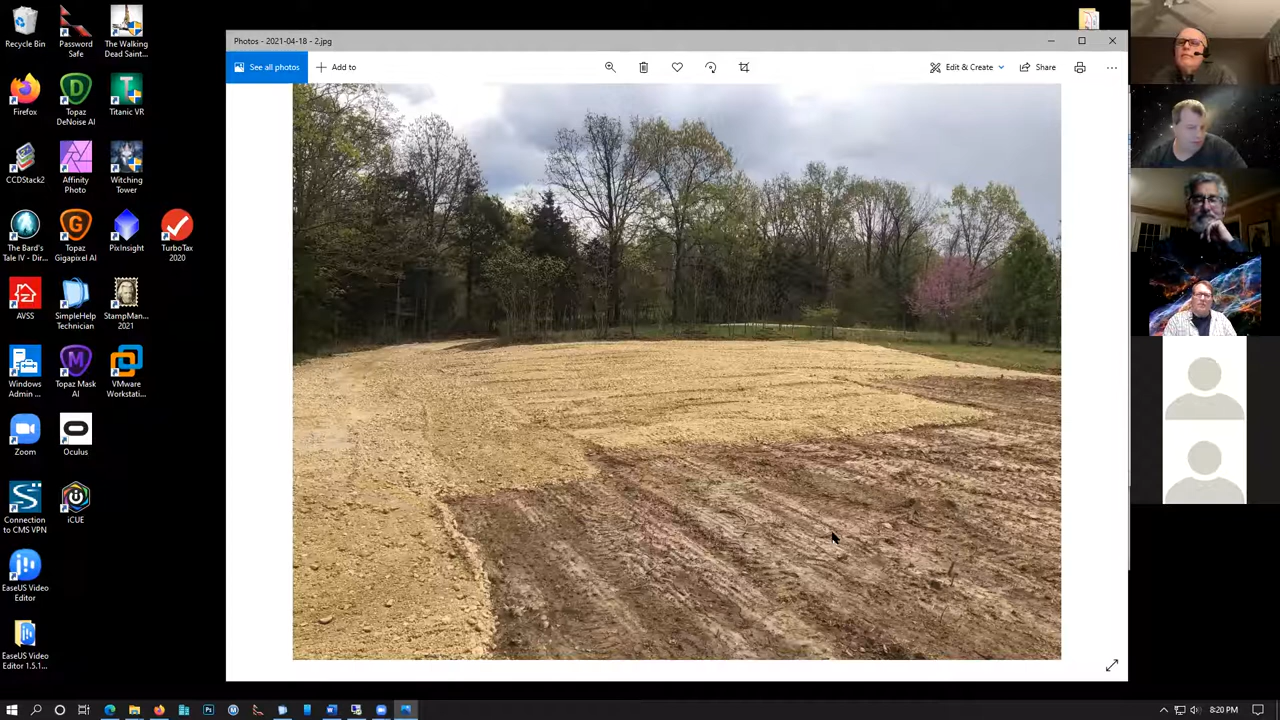 Photos - 2021-04-18 - 2.jpg
See all photos
Add to
Edit & Create
Share
Recycle Bin
Password
Safe
The Walking
Dead Saint...
Firefox
Topaz
DeNoise AI
Titanic VR
CCDStack2
Affinity
Photo
Witching
Tower
The Bard's
Tale IV - Dir...
Topaz
Gigapixel AI
PixInsight
TurboTax
2020
AVSS
SimpleHelp
Technician
StampMan...
2021
Windows
Admin ...
Topaz Mask
AI
VMware
Workstati...
Zoom
Oculus
Connection
to CMS VPN
iCUE
EaseUS Video
Editor
EaseUS Video
Editor 1.5.1...
8:20 PM